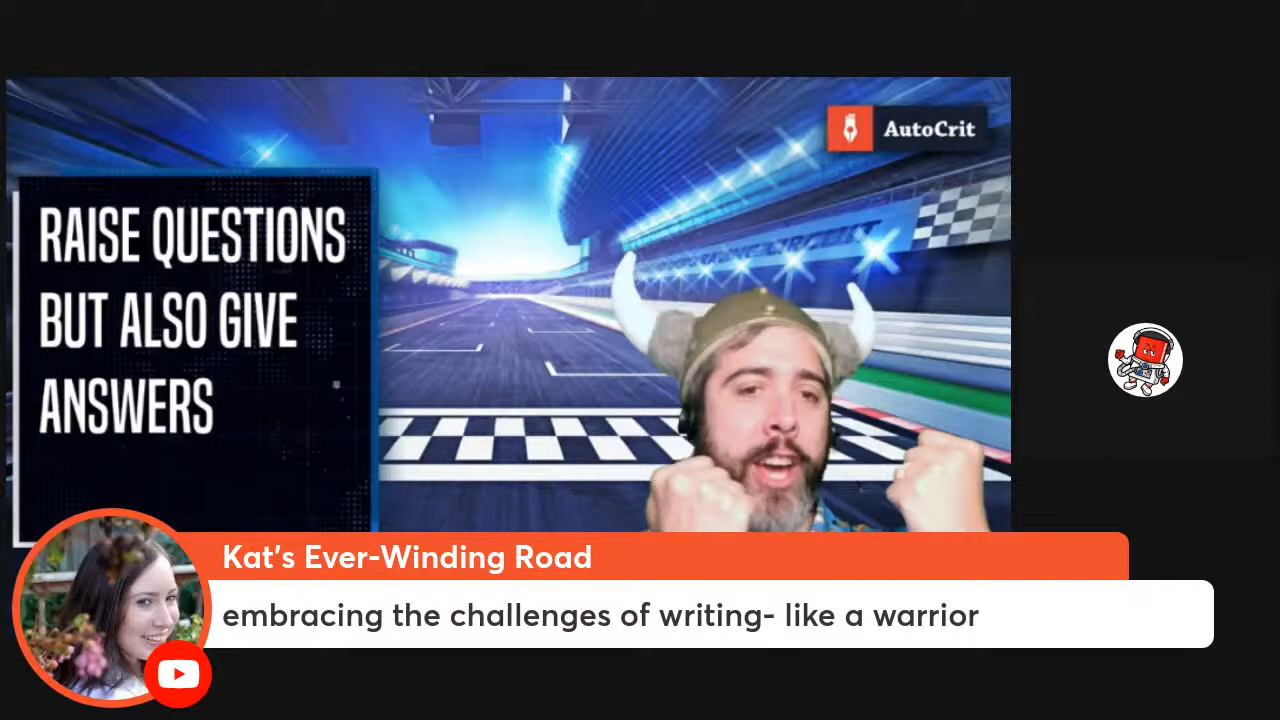 AutoCrit
RAISE QUESTIONS
BUT ALSO GIVE
ANSWERS
Kat's Ever-Winding Road
embracing the challenges of writing- like a warrior